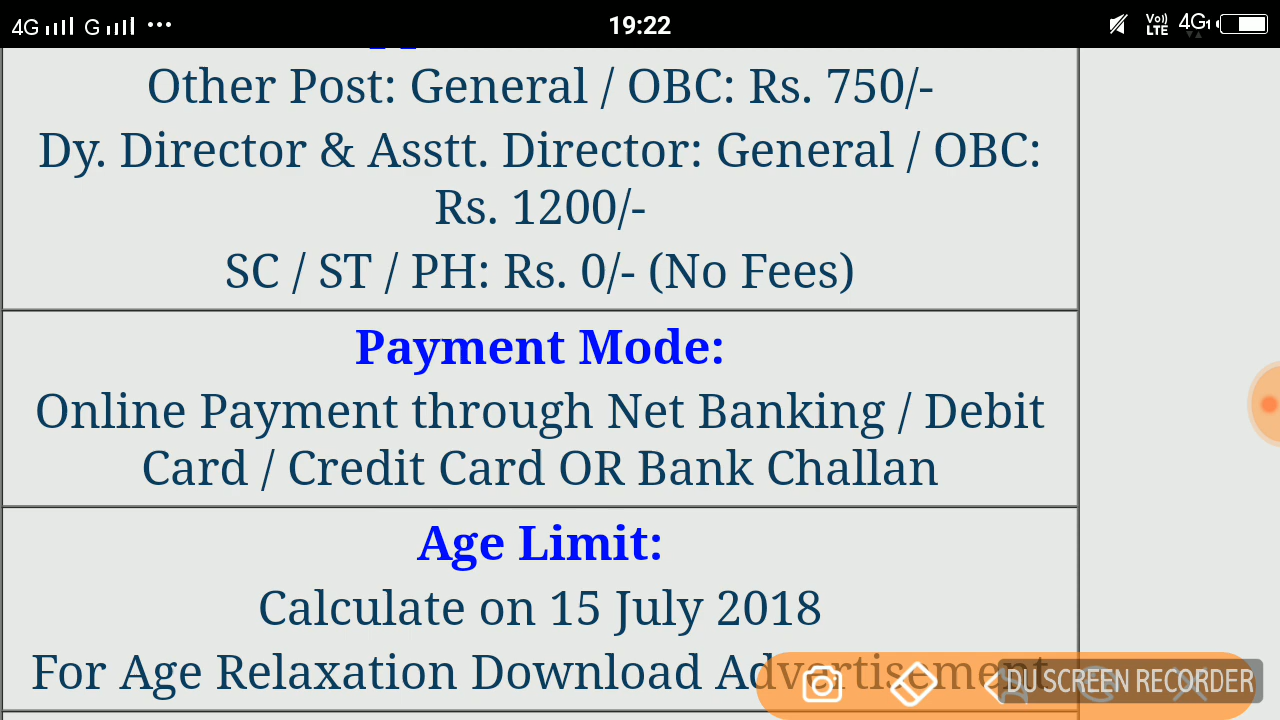 4G G ... 19:22 Vo)) LTE 4G
Other Post: General / OBC: Rs. 750/-
Dy. Director & Asstt. Director: General / OBC:
Rs. 1200/-
SC / ST / PH: Rs. 0/- (No Fees)
Payment Mode:
Online Payment through Net Banking / Debit
Card / Credit Card OR Bank Challan
Age Limit:
Calculate on 15 July 2018
For Age Relaxation Download Advertisement
DU SCREEN RECORDER